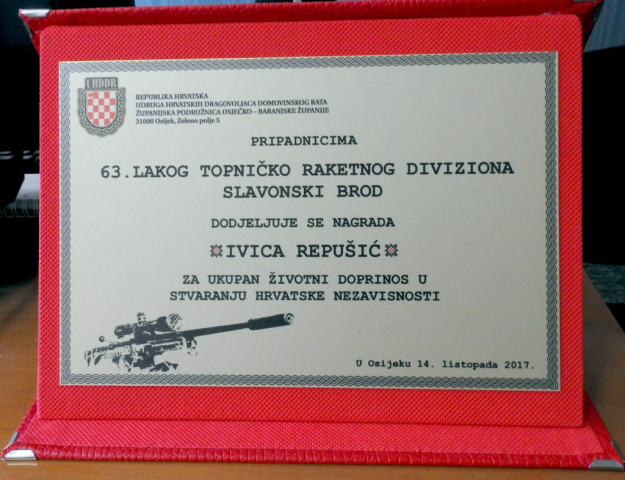 UHDDR
REPUBLIKA HRVATSKA
UDRUGA HRVATSKIH DRAGOVOLJACA DOMOVINSKOG RATA
ŽUPANIJSKA PODRUŽNICA OSJEČKO - BARANJSKE ŽUPANIJE
31000 Osijek, Zeleno polje 5
PRIPADNICIMA
63.LAKOG TOPNIČKO RAKETNOG DIVIZIONA
SLAVONSKI BROD
DODJELJUJE SE NAGRADA
IVICA REPUŠIĆ
ZA UKUPAN ŽIVOTNI DOPRINOS U
STVARANJU HRVATSKE NEZAVISNOSTI
U Osijeku 14. listopada 2017.